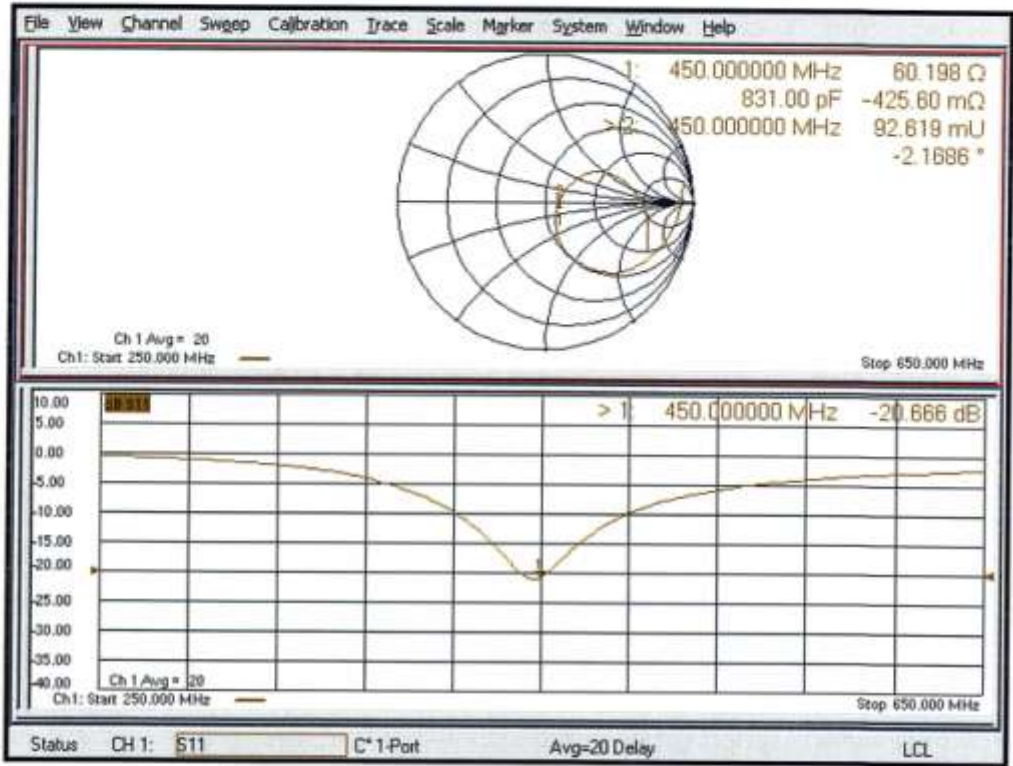 File View Channel Sweep Calibration Trace Scale Marker System Window Help
1: 450.000000 MHz 60.198 Ω
831.00 pF -425.60 mΩ
> 2: 450.000000 MHz 92.619 mU
-2.1686 °
Ch 1 Avg = 20
Ch1: Start 250.000 MHz
Stop 650.000 MHz
10.00
dB S11
> 1: 450.000000 MHz -20.666 dB
5.00
0.00
-5.00
-10.00
-15.00
-20.00
1
-25.00
-30.00
-35.00
-40.00
Ch 1 Avg = 20
Ch1: Start 250.000 MHz
Stop 650.000 MHz
Status CH 1: S11 C* 1-Port Avg=20 Delay LCL